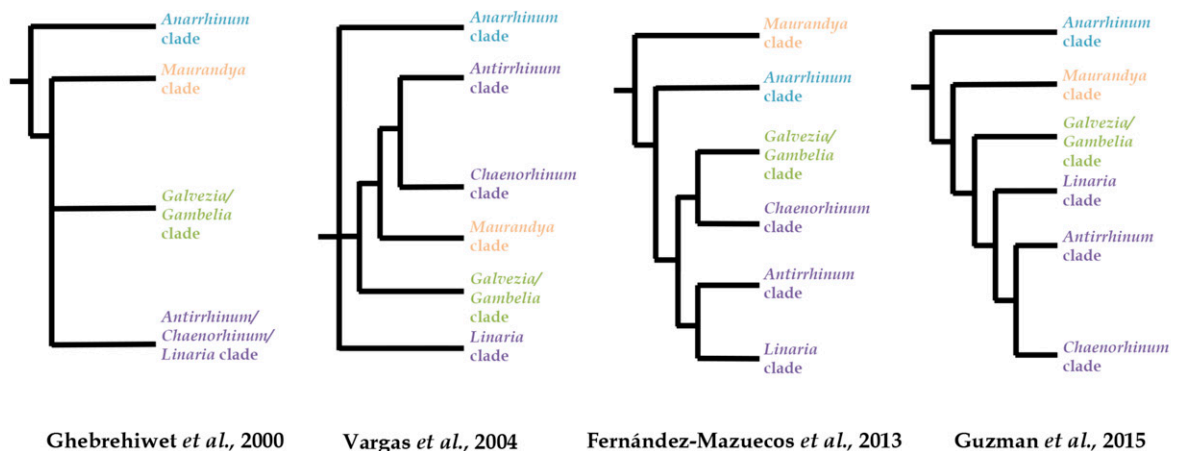 Anarrhinum
clade
Maurandya
clade
Galvezia/
Gambelia
clade
Antirrhinum/
Chaenorhinum/
Linaria clade
Ghebrehiwet et al., 2000
Anarrhinum
clade
Antirrhinum
clade
Chaenorhinum
clade
Maurandya
clade
Galvezia/
Gambelia
clade
Linaria
clade
Vargas et al., 2004
Maurandya
clade
Anarrhinum
clade
Galvezia/
Gambelia
clade
Chaenorhinum
clade
Antirrhinum
clade
Linaria
clade
Fernández-Mazuecos et al., 2013
Anarrhinum
clade
Maurandya
clade
Galvezia/
Gambelia
clade
Linaria
clade
Antirrhinum
clade
Chaenorhinum
clade
Guzman et al., 2015